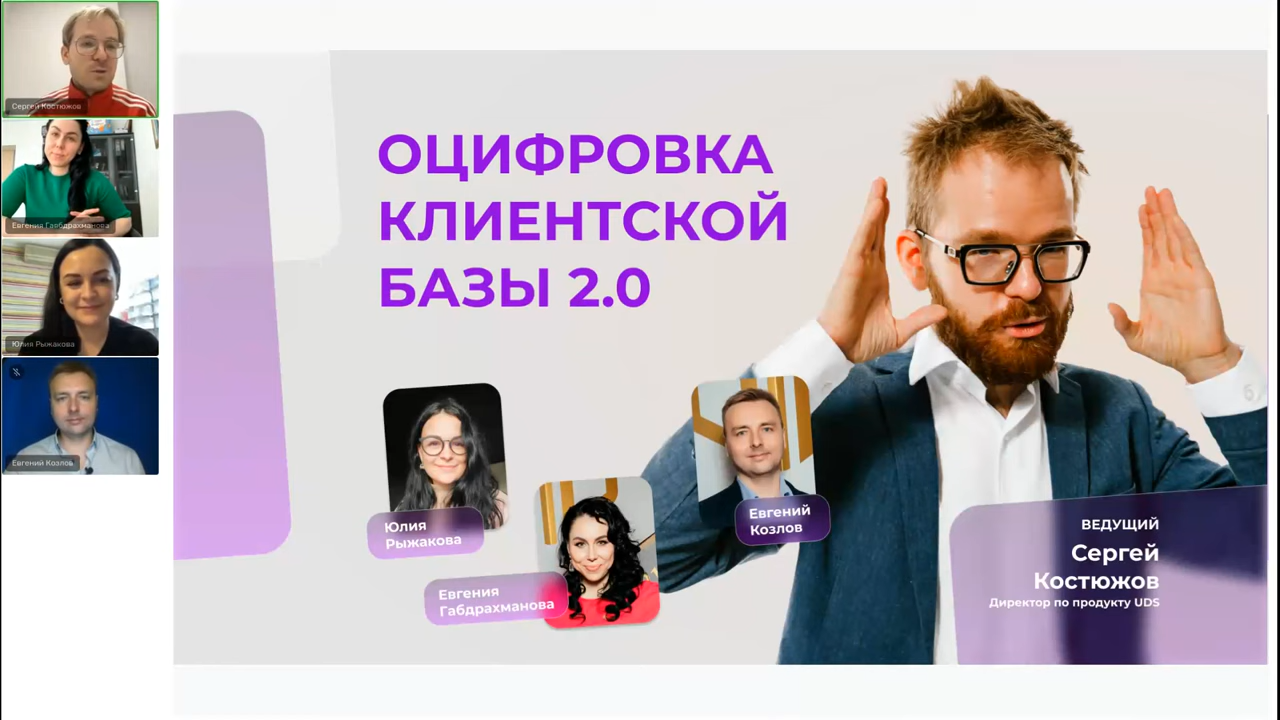 Сергей Костюжов
Евгения Гавбдрахманова
Юлия Рыжакова
Евгений Козлов
ОЦИФРОВКА
КЛИЕНТСКОЙ
БАЗЫ 2.0
Юлия
Рыжакова
Евгения
Габдрахманова
Евгений
Козлов
ВЕДУЩИЙ
Сергей
Костюжов
Директор по продукту UDS